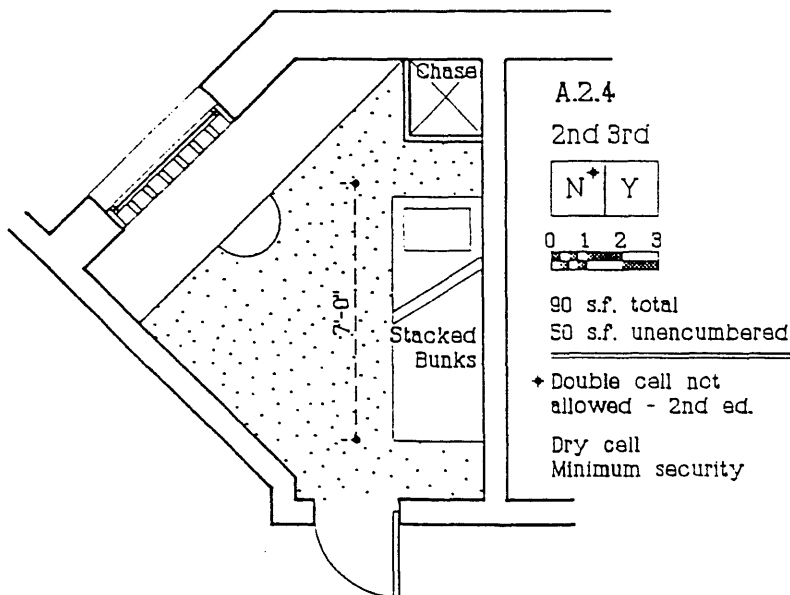 Chase
7'-0"
Stacked
Bunks
A.2.4
2nd 3rd
N✦ Y
0 1 2 3
90 s.f. total
50 s.f. unencumbered
✦ Double cell not
allowed - 2nd ed.
Dry cell
Minimum security